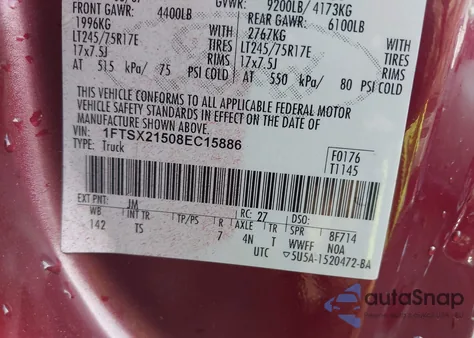 GVWR: 9200LB/ 4173KG
FRONT GAWR: 4400LB REAR GAWR: 6100LB
1996KG WITH 2767KG WITH
LT245/75R17E TIRES LT245/75R17E TIRES
17x7.5J RIMS 17x7.5J RIMS
AT 515 kPa/ 75 PSI COLD AT 550 kPa/ 80 PSI COLD
THIS VEHICLE CONFORMS TO ALL APPLICABLE FEDERAL MOTOR
VEHICLE SAFETY STANDARDS IN EFFECT ON THE DATE OF
MANUFACTURE SHOWN ABOVE.
VIN: 1FTSX21508EC15886
TYPE: Truck
F0176
T1145
EXT PNT: JM RC: 27 DSO:
WB INT TR TP/PS R AXLE TR SPR 8F714
142 TS 7 4N T WWFF N0A
UTC ▽5U5A-1520472-BA
autoSnap